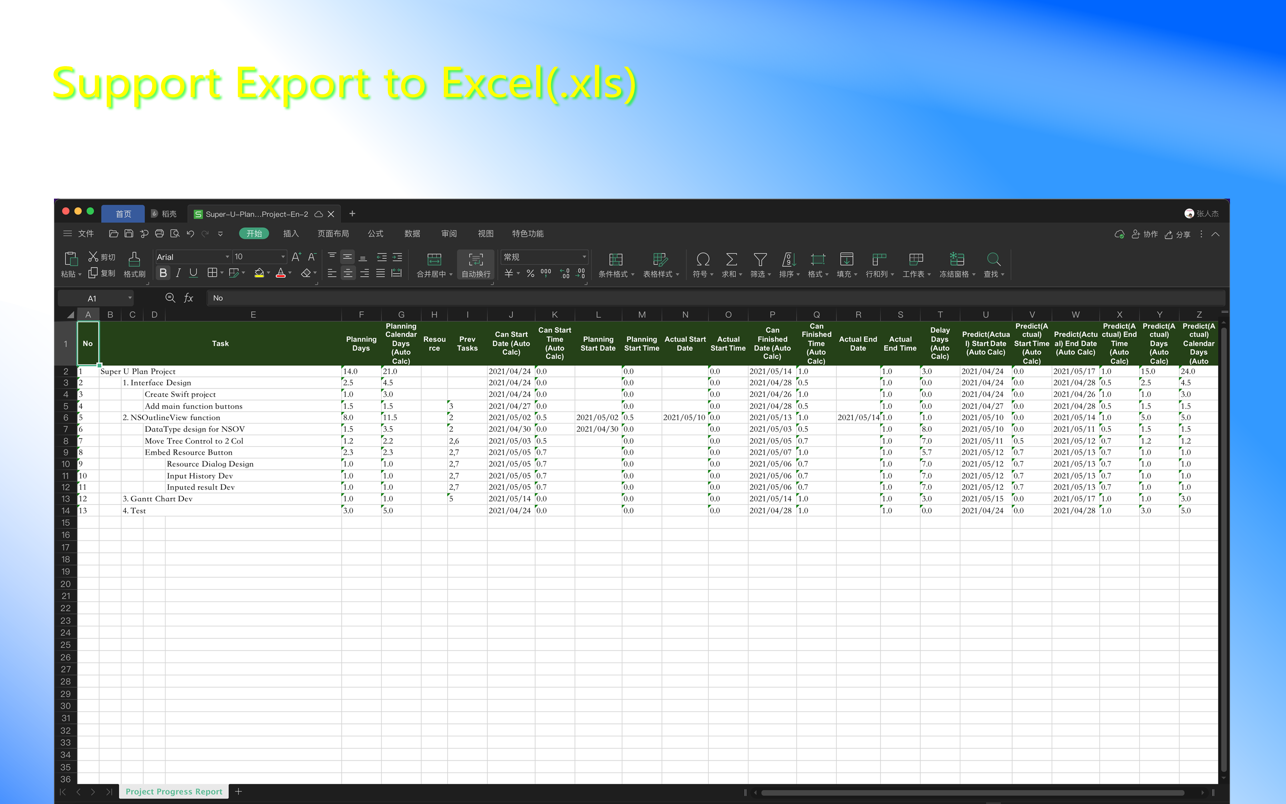 Support Export to Excel(.xls)
首页 稻壳 Super-U-Plan...Project-En-2 + 张人杰
文件 开始 插入 页面布局 公式 数据 审阅 视图 特色功能 协作 分享
粘贴 剪切 复制 格式刷 Arial 10 B I U 合并居中 自动换行 常规 条件格式 表格样式 符号 求和 筛选 排序 格式 填充 行和列 工作表 冻结窗格 查找
A1 fx No
A B C D E F G H I J K L M N O P Q R S T U V W X Y Z
1 No Task Planning Days Planning Calendar Days (Auto Calc) Resource Prev Tasks Can Start Date (Auto Calc) Can Start Time (Auto Calc) Planning Start Date Planning Start Time Actual Start Date Actual Start Time Can Finished Date (Auto Calc) Can Finished Time (Auto Calc) Actual End Date Actual End Time Delay Days (Auto Calc) Predict(Actual) Start Date (Auto Calc) Predict(Actual) Start Time (Auto Calc) Predict(Actual) End Date (Auto Calc) Predict(Actual) End Time (Auto Calc) Predict(Actual) Days (Auto Calc) Predict(Actual) Calendar Days (Auto
2 1 Super U Plan Project 14.0 21.0 2021/04/24 0.0 0.0 0.0 2021/05/14 1.0 1.0 3.0 2021/04/24 0.0 2021/05/17 1.0 15.0 24.0
3 2 1. Interface Design 2.5 4.5 2021/04/24 0.0 0.0 0.0 2021/04/28 0.5 1.0 0.0 2021/04/24 0.0 2021/04/28 0.5 2.5 4.5
4 3 Create Swift project 1.0 3.0 2021/04/24 0.0 0.0 0.0 2021/04/26 1.0 1.0 0.0 2021/04/24 0.0 2021/04/26 1.0 1.0 3.0
5 4 Add main function buttons 1.5 1.5 3 2021/04/27 0.0 0.0 0.0 2021/04/28 0.5 1.0 0.0 2021/04/27 0.0 2021/04/28 0.5 1.5 1.5
6 5 2. NSOutlineView function 8.0 11.5 2 2021/05/02 0.5 2021/05/02 0.5 2021/05/10 0.0 2021/05/13 1.0 2021/05/14 1.0 1.0 2021/05/10 0.0 2021/05/14 1.0 5.0 5.0
7 6 DataType design for NSOV 1.5 3.5 2 2021/04/30 0.0 2021/04/30 0.0 0.0 2021/05/03 0.5 1.0 8.0 2021/05/10 0.0 2021/05/11 0.5 1.5 1.5
8 7 Move Tree Control to 2 Col 1.2 2.2 2,6 2021/05/03 0.5 0.0 0.0 2021/05/05 0.7 1.0 7.0 2021/05/11 0.5 2021/05/12 0.7 1.2 1.2
9 8 Embed Resource Button 2.3 2.3 2,7 2021/05/05 0.7 0.0 0.0 2021/05/07 1.0 1.0 5.7 2021/05/12 0.7 2021/05/13 0.7 1.0 1.0
10 9 Resource Dialog Design 1.0 1.0 2,7 2021/05/05 0.7 0.0 0.0 2021/05/06 0.7 1.0 7.0 2021/05/12 0.7 2021/05/13 0.7 1.0 1.0
11 10 Input History Dev 1.0 1.0 2,7 2021/05/05 0.7 0.0 0.0 2021/05/06 0.7 1.0 7.0 2021/05/12 0.7 2021/05/13 0.7 1.0 1.0
12 11 Inputed result Dev 1.0 1.0 2,7 2021/05/05 0.7 0.0 0.0 2021/05/06 0.7 1.0 7.0 2021/05/12 0.7 2021/05/13 0.7 1.0 1.0
13 12 3. Gantt Chart Dev 1.0 1.0 5 2021/05/14 0.0 0.0 0.0 2021/05/14 1.0 1.0 3.0 2021/05/15 0.0 2021/05/17 1.0 1.0 3.0
14 13 4. Test 3.0 5.0 2021/04/24 0.0 0.0 0.0 2021/04/28 1.0 1.0 0.0 2021/04/24 0.0 2021/04/28 1.0 3.0 5.0
15
16
17
18
19
20
21
22
23
24
25
26
27
28
29
30
31
32
33
34
35
36
Project Progress Report +